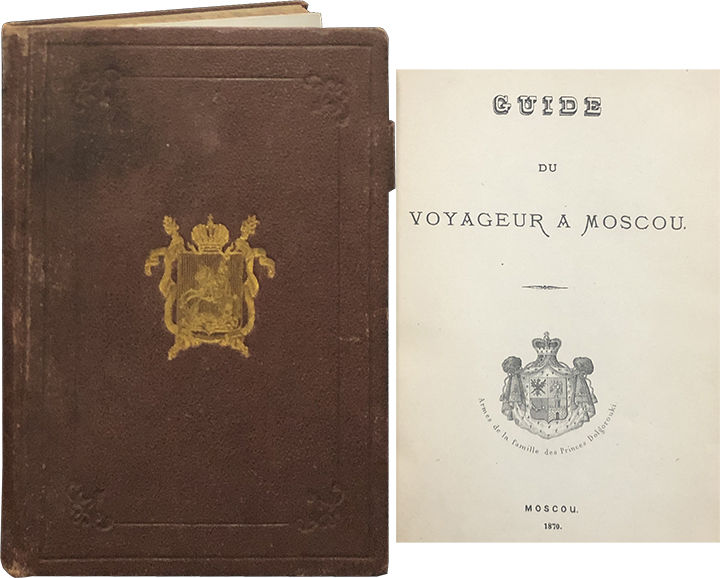 GUIDE
DU
VOYAGEUR A MOSCOU.
Armes de la famille des Princes Dolgorouki.
MOSCOU.
1870.